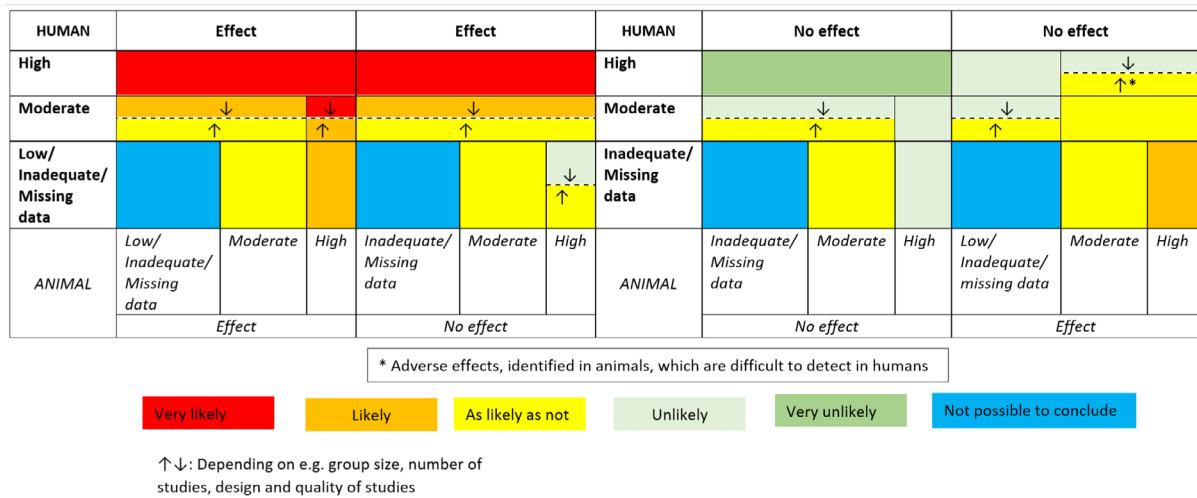 HUMAN Effect Effect HUMAN No effect No effect
High High ↓
↑*
Moderate ↓ ↓ ↓ Moderate ↓ ↓
↑ ↑ ↑ ↑ ↑
Low/ Inadequate/
Inadequate/ ↓ Missing
Missing ↑ data
data
Low/ Moderate High Inadequate/ Moderate High Inadequate/ Moderate High Low/ Moderate High
Inadequate/ Missing Missing Inadequate/
ANIMAL Missing data ANIMAL data missing data
data
Effect No effect No effect Effect
* Adverse effects, identified in animals, which are difficult to detect in humans
Very likely Likely As likely as not Unlikely Very unlikely Not possible to conclude
↑↓: Depending on e.g. group size, number of
studies, design and quality of studies